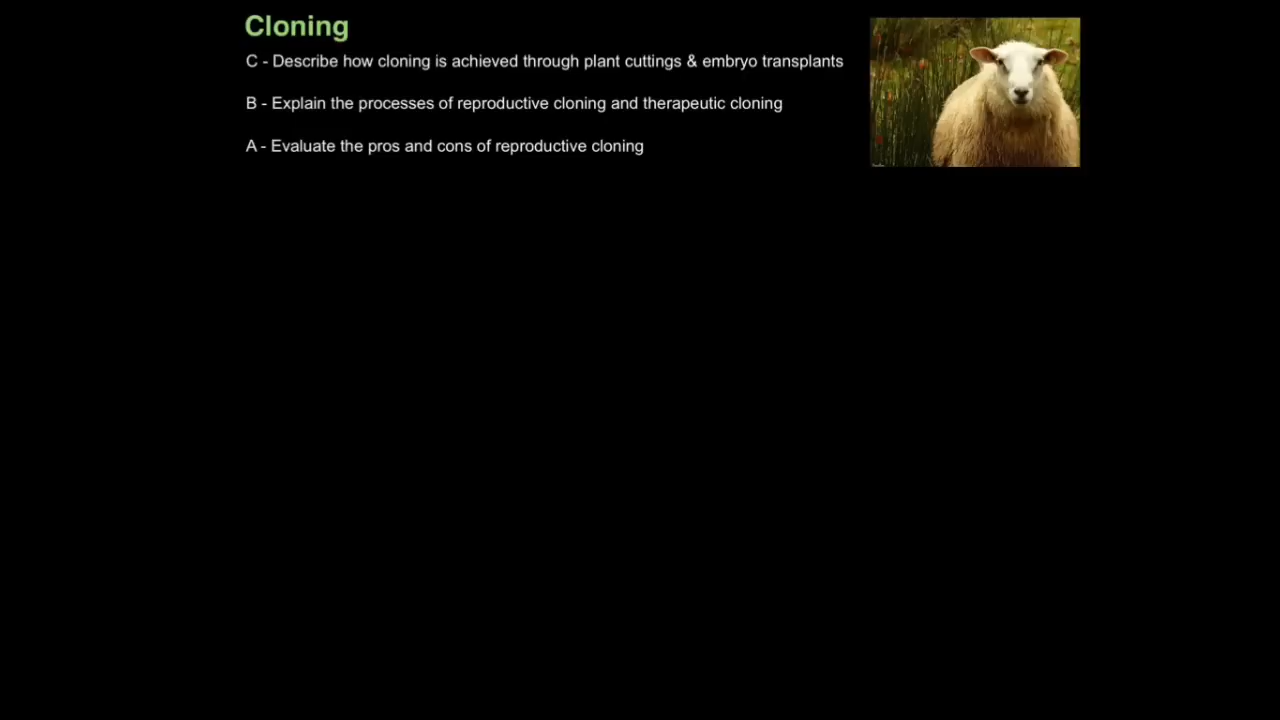 Cloning
C - Describe how cloning is achieved through plant cuttings & embryo transplants
B - Explain the processes of reproductive cloning and therapeutic cloning
A - Evaluate the pros and cons of reproductive cloning